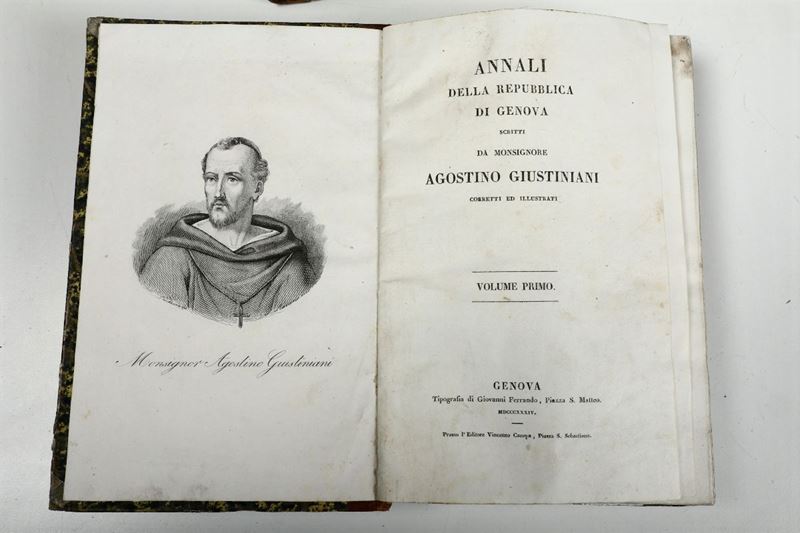 Monsignor Agostino Giustiniani
ANNALI
DELLA REPUBBLICA
DI GENOVA
SCRITTI
DA MONSIGNORE
AGOSTINO GIUSTINIANI
CORRETTI ED ILLUSTRATI
VOLUME PRIMO.
GENOVA
Tipografia di Giovanni Ferrando, Piazza S. Matteo.
MDCCCXXXIV.
Presso l'Editore Vincenzo Canepa, Piazza S. Sebastiano.